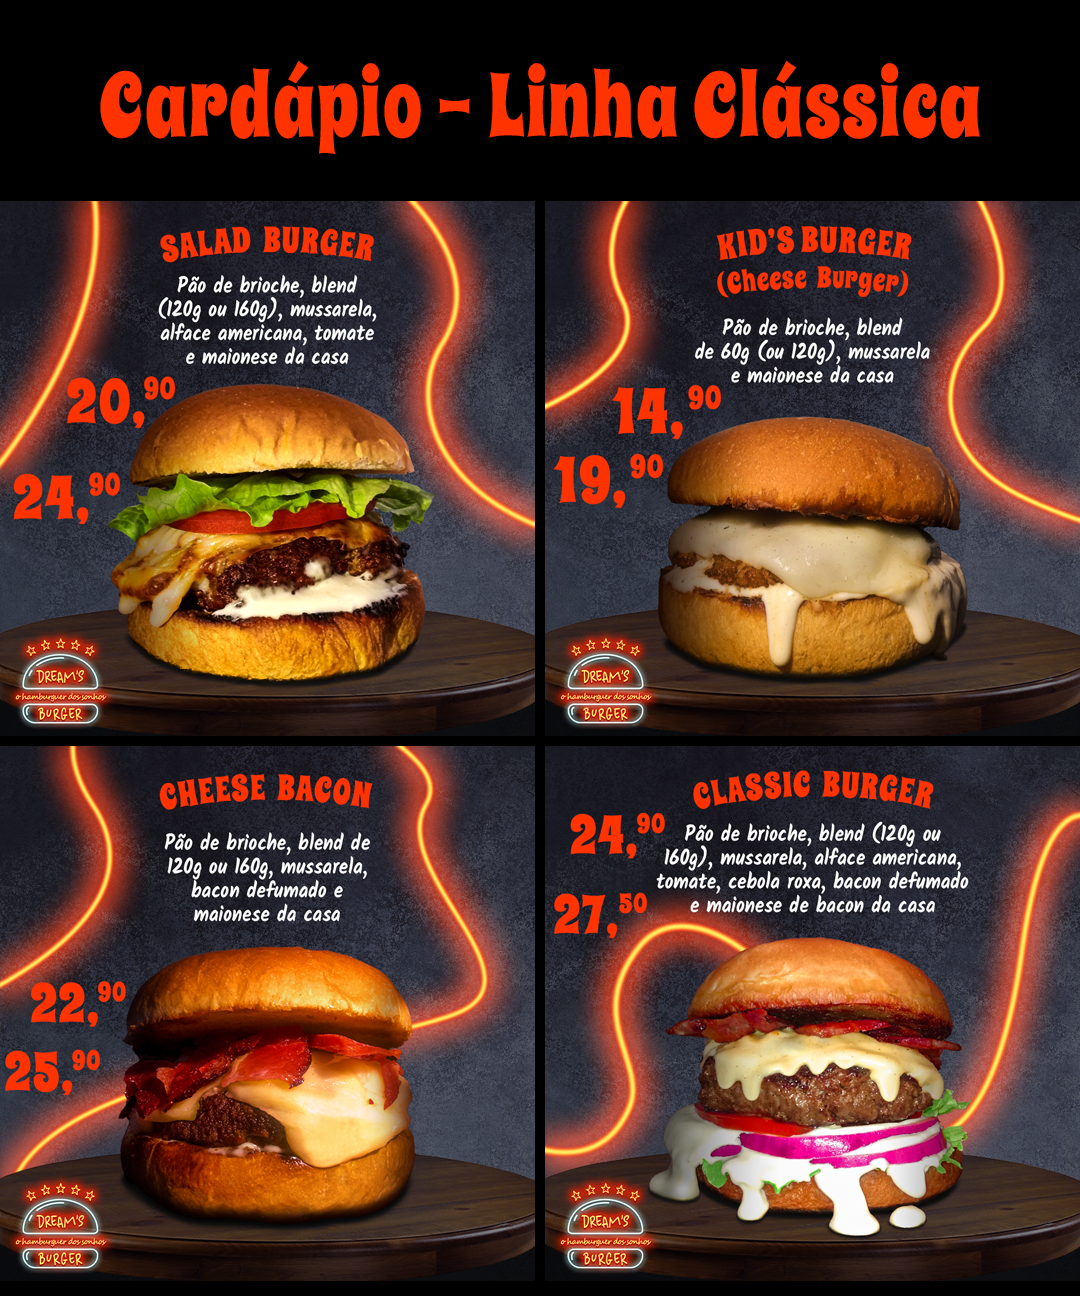 Cardápio - Linha Clássica
SALAD BURGER
Pão de brioche, blend
(120g ou 160g), mussarela,
alface americana, tomate
e maionese da casa
20,90
24,90
DREAM'S
o hamburguer dos sonhos
BURGER
KID'S BURGER
(Cheese Burger)
Pão de brioche, blend
de 60g (ou 120g), mussarela
e maionese da casa
14,90
19,90
DREAM'S
o hamburguer dos sonhos
BURGER
CHEESE BACON
Pão de brioche, blend de
120g ou 160g, mussarela,
bacon defumado e
maionese da casa
22,90
25,90
DREAM'S
o hamburguer dos sonhos
BURGER
CLASSIC BURGER
24,90
Pão de brioche, blend (120g ou
160g), mussarela, alface americana,
tomate, cebola roxa, bacon defumado
e maionese de bacon da casa
27,50
DREAM'S
o hamburguer dos sonhos
BURGER